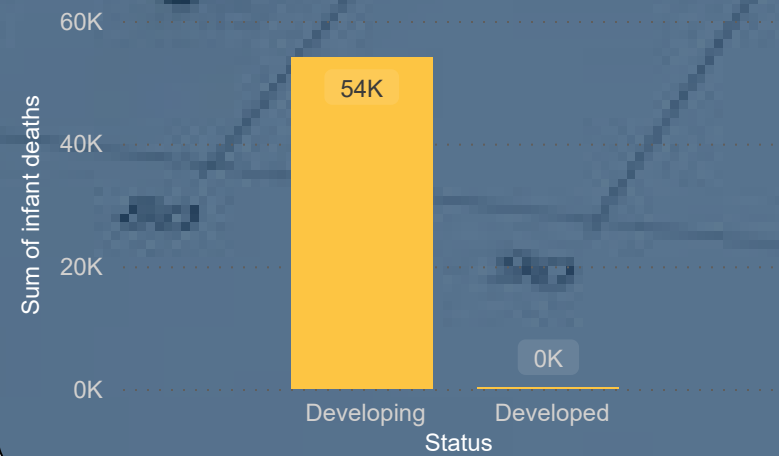 Sum of infant deaths
60K
40K
20K
0K
54K
0K
Developing
Developed
Status